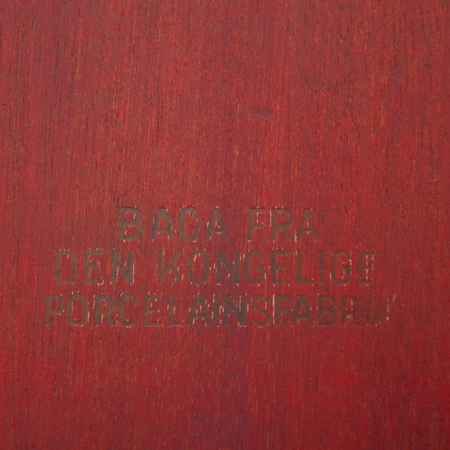 BACA FRA
DEN KONGELIGE
PORCELAINSFABRIK